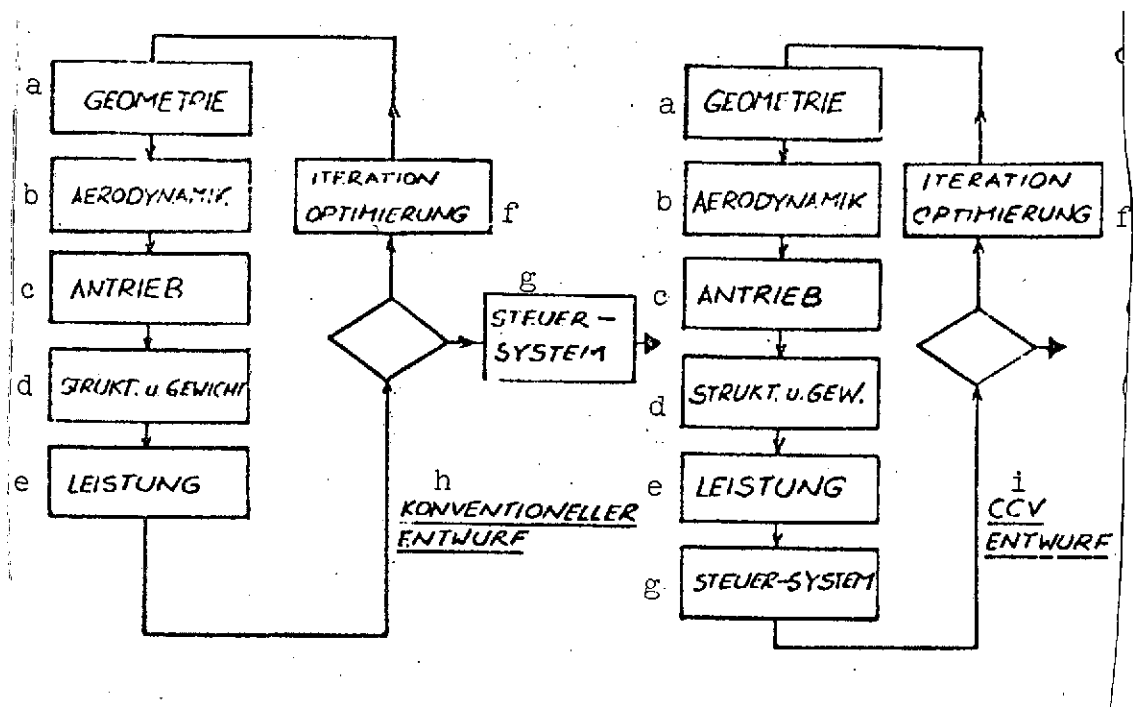 a
GEOMETRIE
b
AERODYNAMIK.
c
ANTRIEB
d
STRUKT. u. GEWICHT
e
LEISTUNG
ITERATION
OPTIMIERUNG
f
g
STEUER-
SYSTEM
h
KONVENTIONELLER
ENTWURF
a
GEOMETRIE
b
AERODYNAMIK
c
ANTRIEB
d
STRUKT. u. GEW.
e
LEISTUNG
g
STEUER-SYSTEM
ITERATION
OPTIMIERUNG
f
i
CCV
ENTWURF